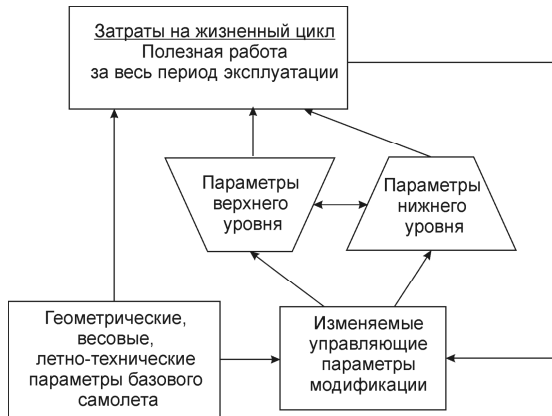 Затраты на жизненный цикл
Полезная работа
за весь период эксплуатации
Параметры
верхнего
уровня
Параметры
нижнего
уровня
Геометрические,
весовые,
летно-технические
параметры базового
самолета
Изменяемые
управляющие
параметры
модификации